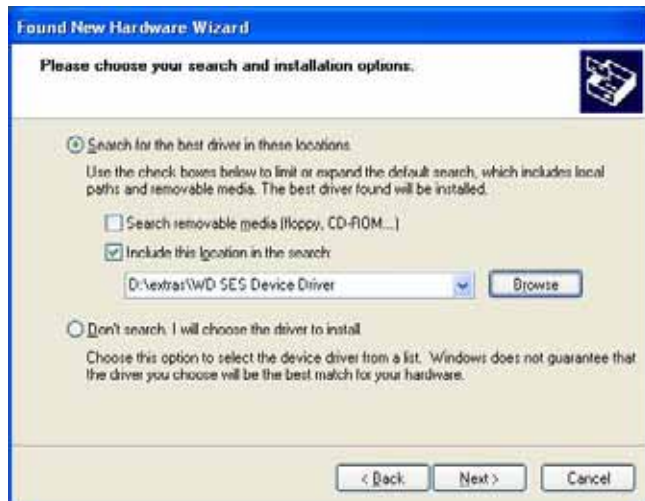 Found New Hardware Wizard
Please choose your search and installation options.
Search for the best driver in these locations.
Use the check boxes below to limit or expand the default search, which includes local
paths and removable media. The best driver found will be installed.
Search removable media (floppy, CD-ROM...)
Include this location in the search:
D:\extras\WD SES Device Driver
Browse
Don't search. I will choose the driver to install.
Choose this option to select the device driver from a list. Windows does not guarantee that
the driver you choose will be the best match for your hardware.
< Back
Next >
Cancel